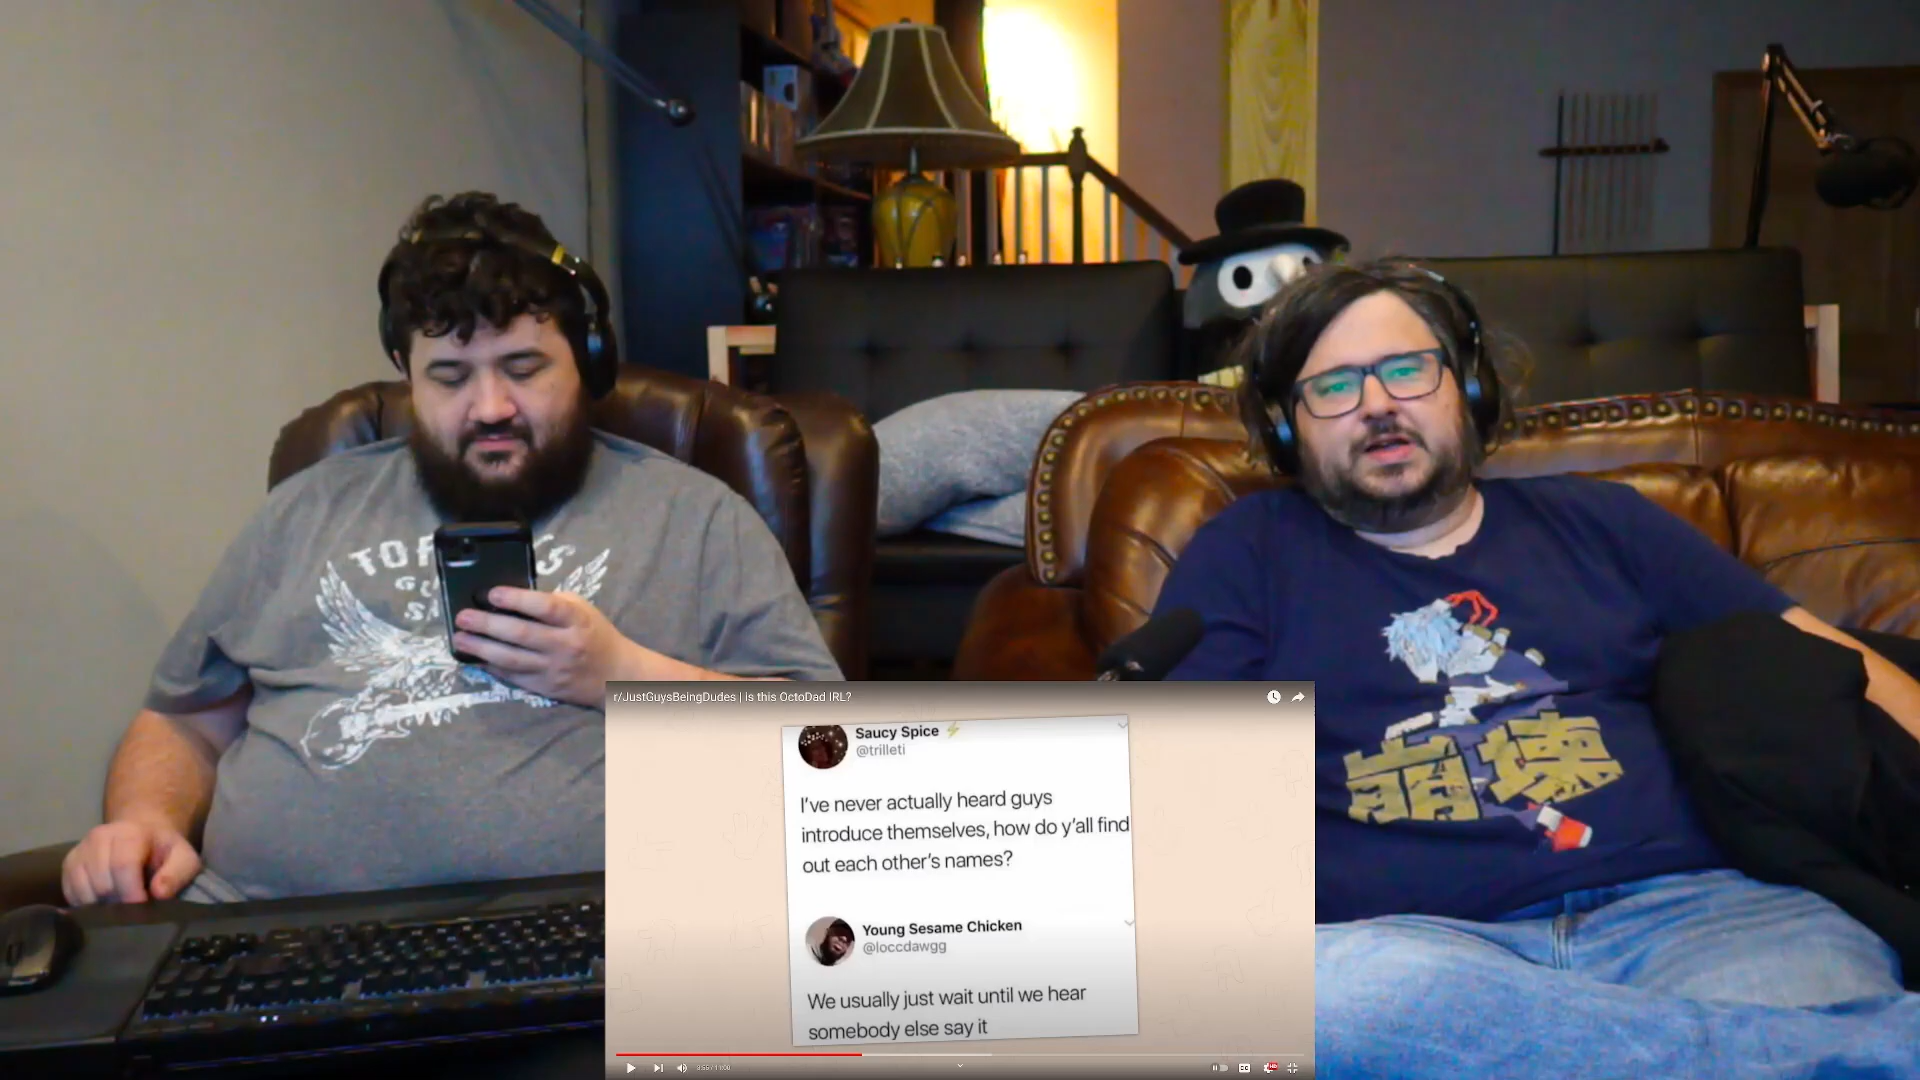 r/JustGuysBeingDudes | Is this OctoDad IRL?
Saucy Spice ⚡
@trilleti
I've never actually heard guys
introduce themselves, how do y'all find
out each other's names?
Young Sesame Chicken
@loccdawgg
We usually just wait until we hear
somebody else say it
崩壊